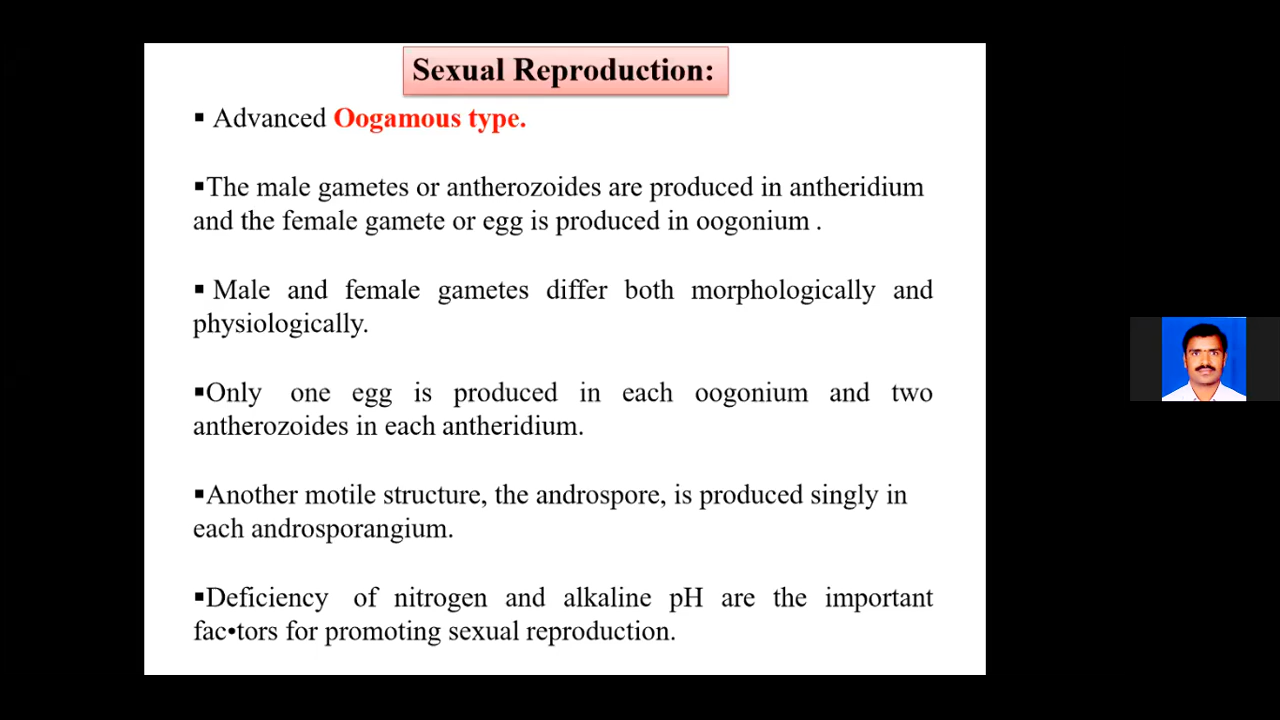 Sexual Reproduction:
▪ Advanced Oogamous type.
▪The male gametes or antherozoides are produced in antheridium
and the female gamete or egg is produced in oogonium .
▪ Male and female gametes differ both morphologically and
physiologically.
▪Only one egg is produced in each oogonium and two
antherozoides in each antheridium.
▪Another motile structure, the androspore, is produced singly in
each androsporangium.
▪Deficiency of nitrogen and alkaline pH are the important
fac•tors for promoting sexual reproduction.